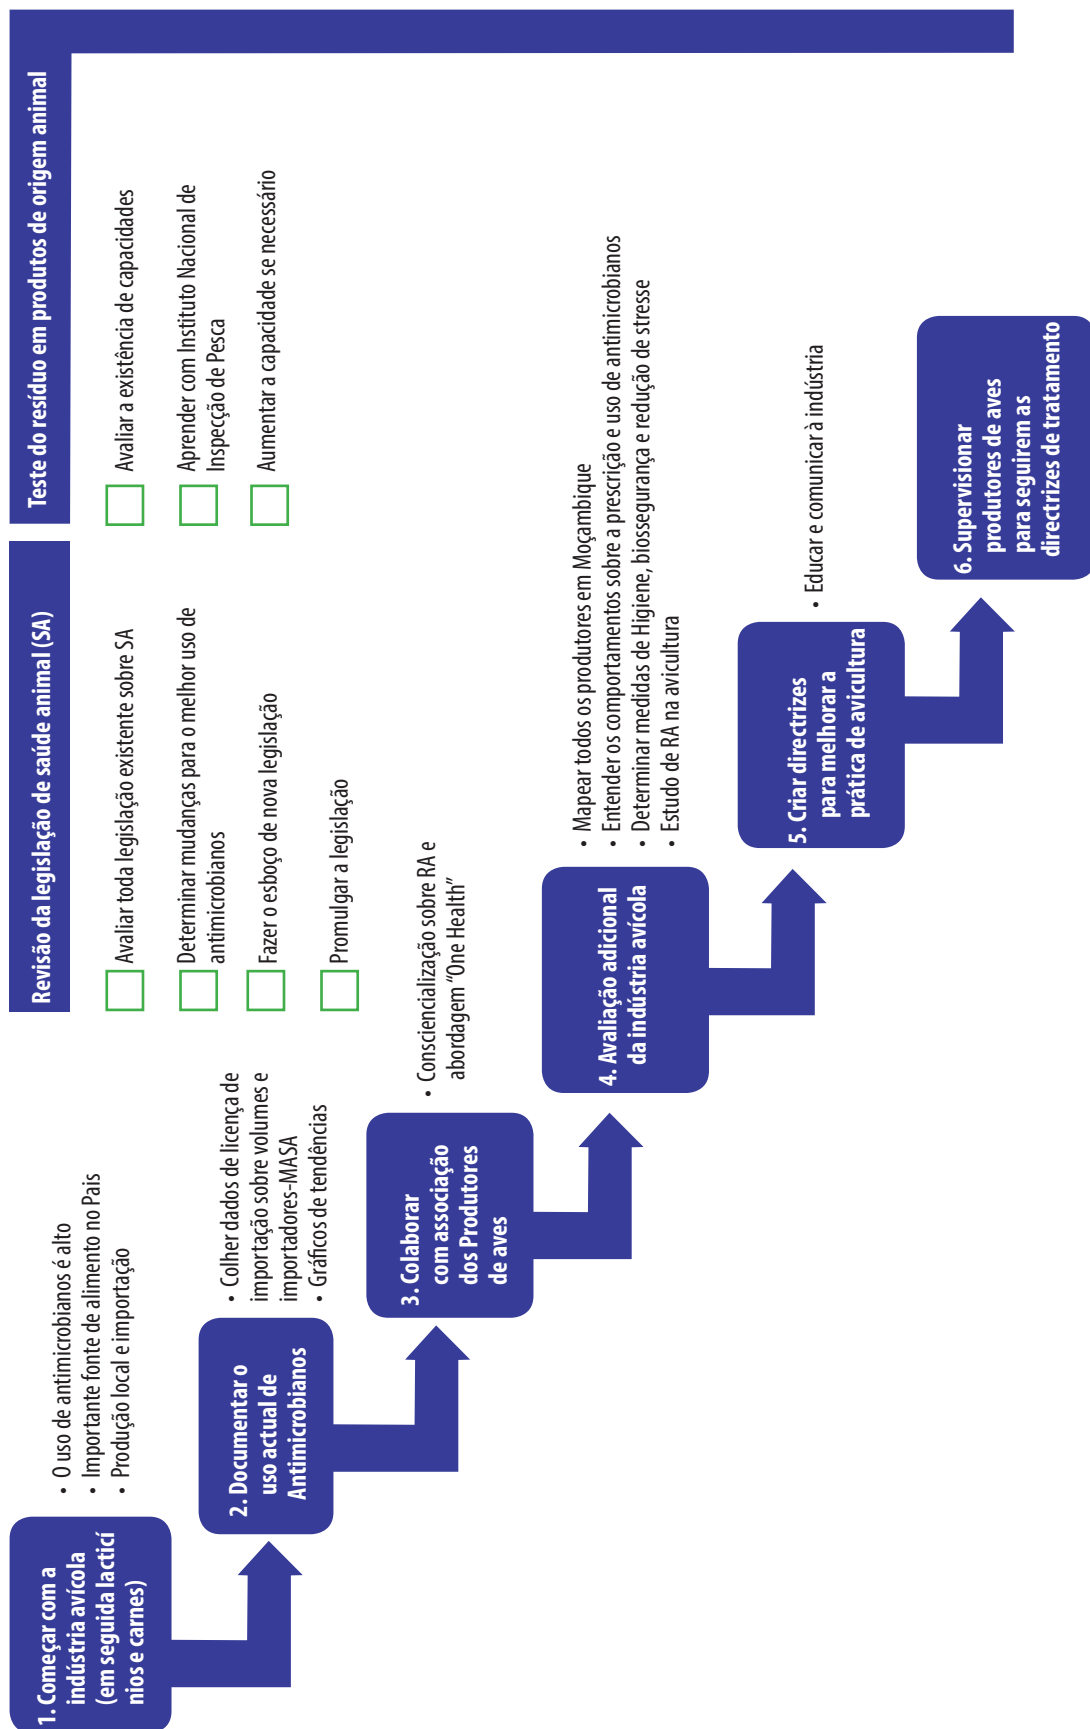 1. Começar com a
indústria avícola
(em seguida lacticí
nios e carnes)
• O uso de antimicrobianos é alto
• Importante fonte de alimento no Pais
• Produção local e importação
2. Documentar o
uso actual de
Antimicrobianos
• Colher dados de licença de
importação sobre volumes e
importadores-MASA
• Gráficos de tendências
3. Colaborar
com associação
dos Produtores
de aves
• Consciencialização sobre RA e
abordagem “One Health”
4. Avaliação adicional
da indústria avícola
• Mapear todos os produtores em Moçambique
• Entender os comportamentos sobre a prescrição e uso de antimicrobianos
• Determinar medidas de Higiene, biossegurança e redução de stresse
• Estudo de RA na avicultura
5. Criar directrizes
para melhorar a
prática de avicultura
• Educar e comunicar à indústria
6. Supervisionar
produtores de aves
para seguirem as
directrizes de tratamento
Revisão da legislação de saúde animal (SA)
Avaliar toda legislação existente sobre SA
Determinar mudanças para o melhor uso de
antimicrobianos
Fazer o esboço de nova legislação
Promulgar a legislação
Teste do resíduo em produtos de origem animal
Avaliar a existência de capacidades
Aprender com Instituto Nacional de
Inspecção de Pesca
Aumentar a capacidade se necessário